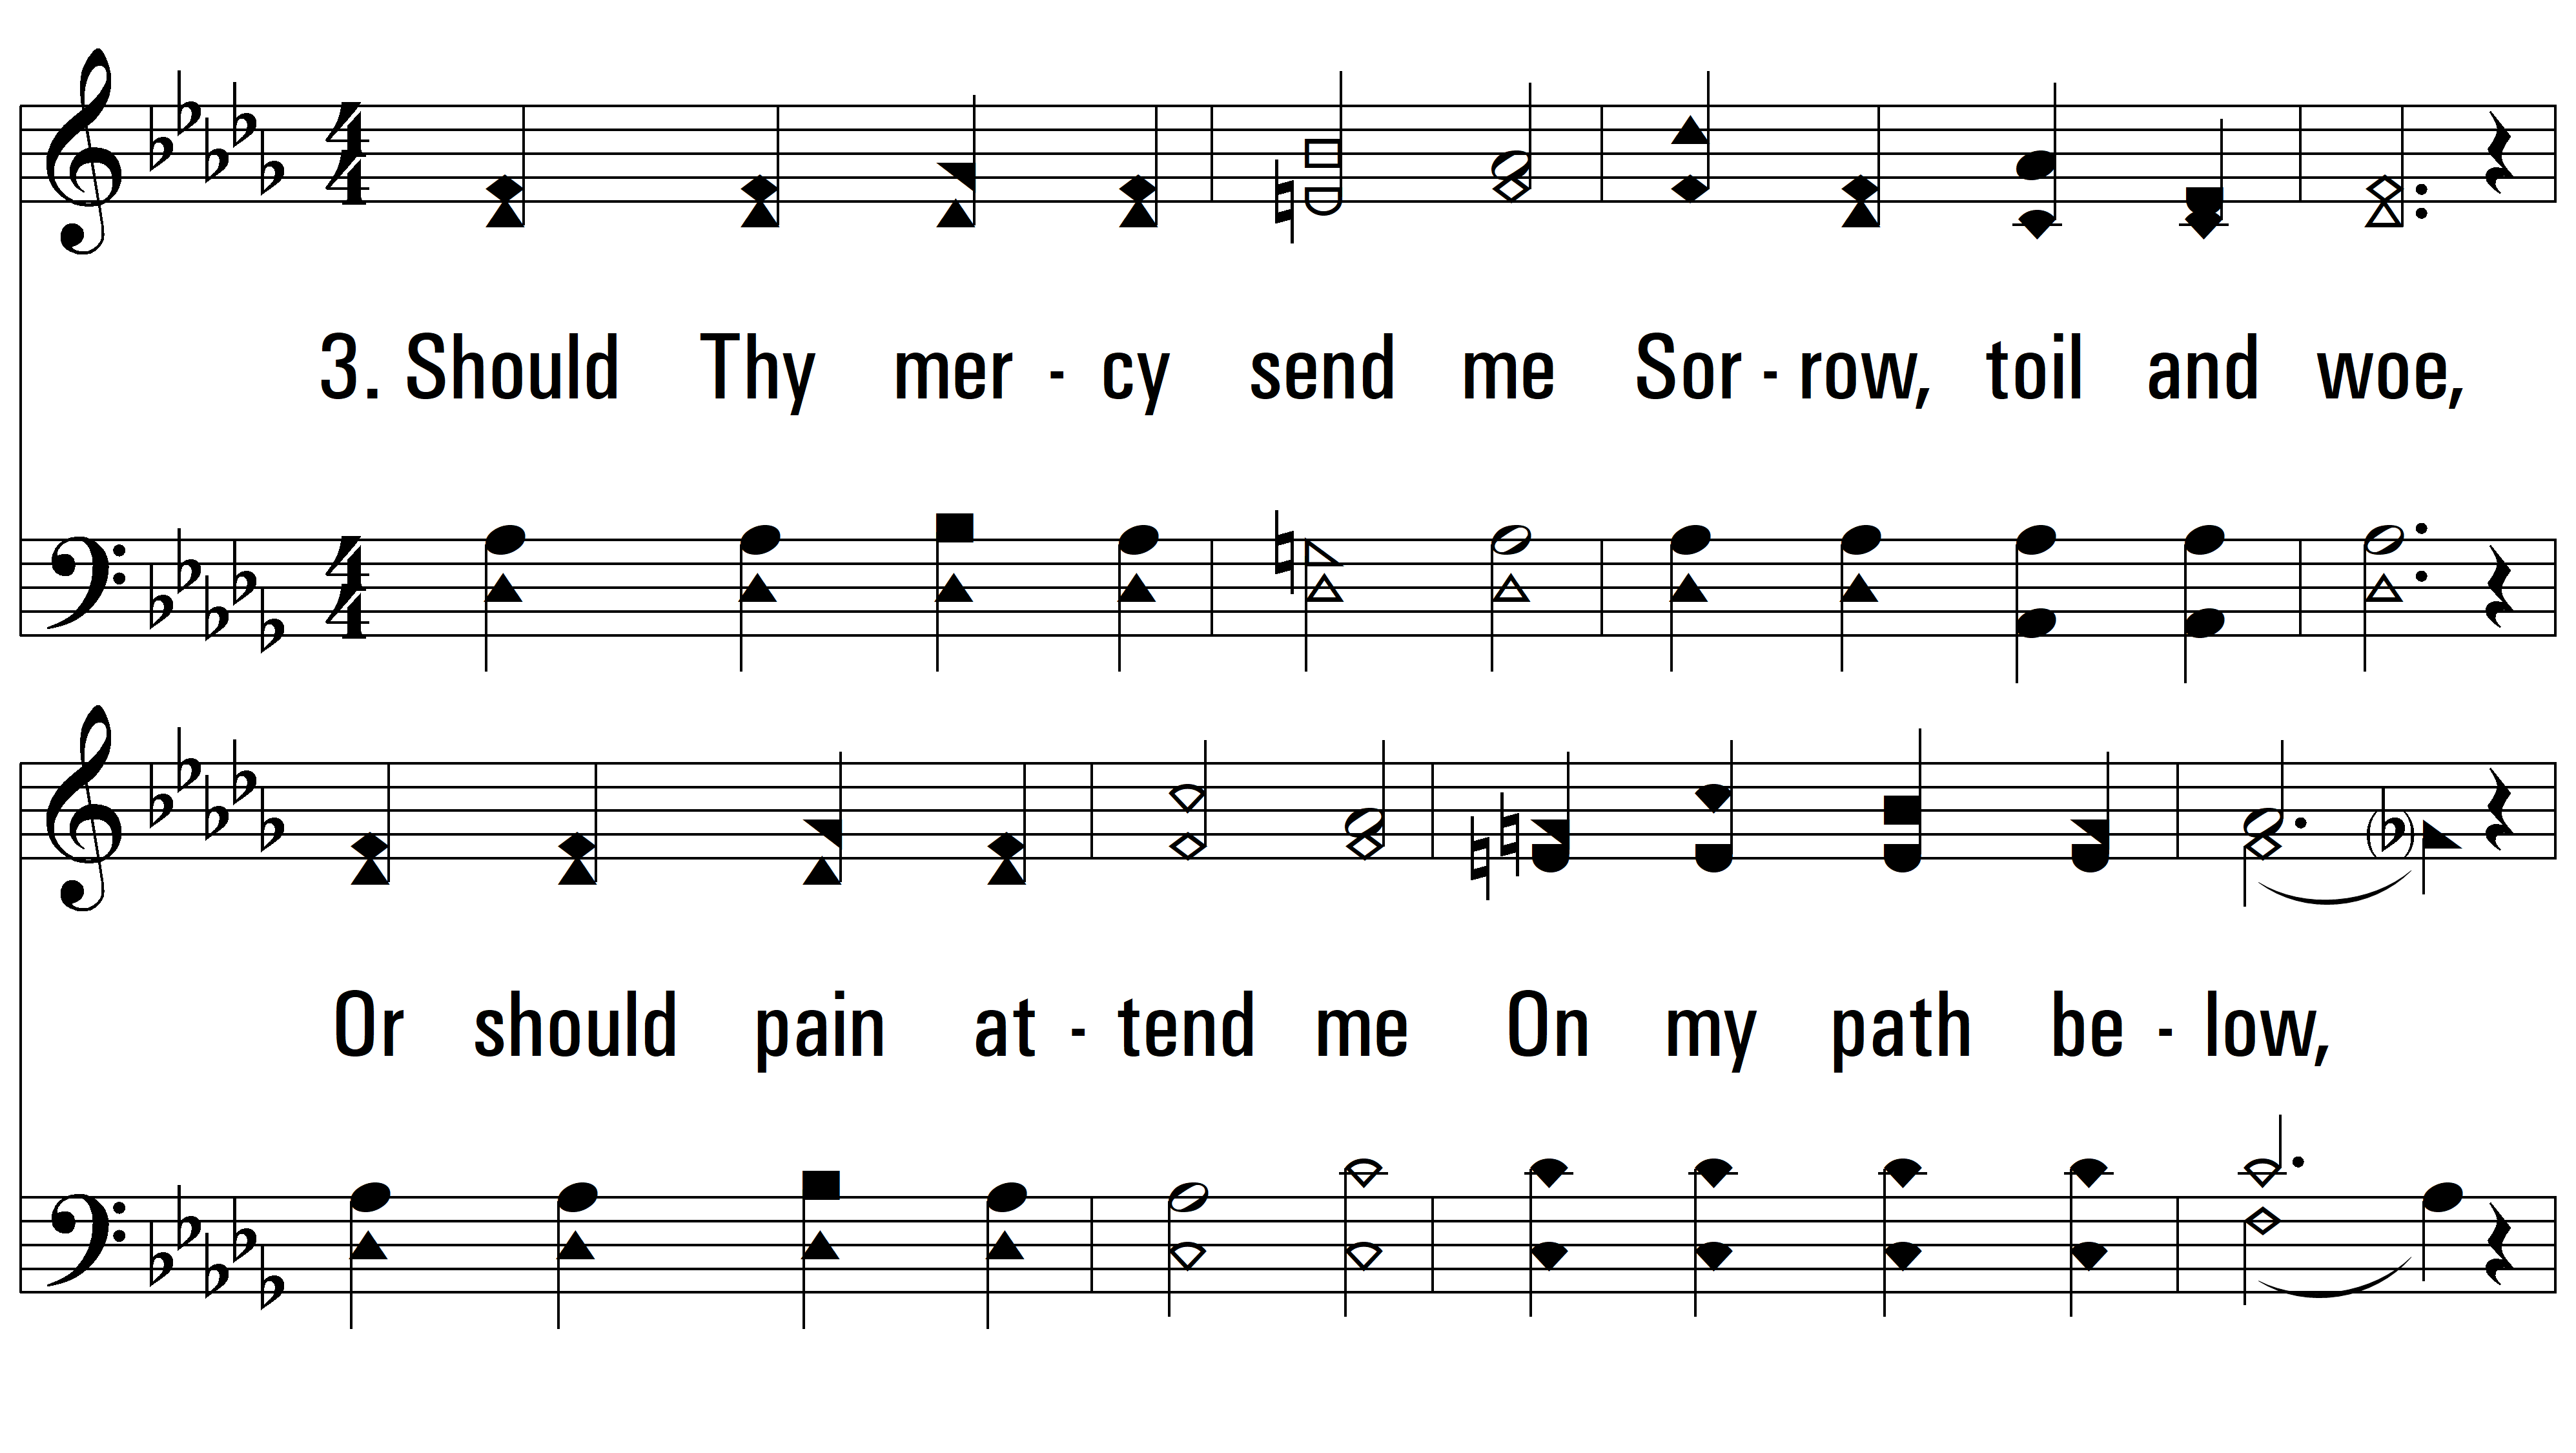 3. Should Thy mer - cy send me Sor - row, toil and woe,
Or should pain at - tend me On my path be - low,